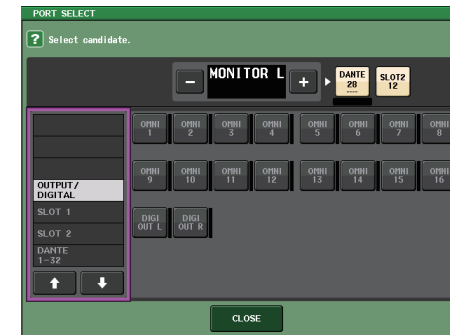 PORT SELECT
? Select candidate.
− MONITOR L + DANTE 28 ---- SLOT2 12
OMNI 1 OMNI 2 OMNI 3 OMNI 4 OMNI 5 OMNI 6 OMNI 7 OMNI 8
OMNI 9 OMNI 10 OMNI 11 OMNI 12 OMNI 13 OMNI 14 OMNI 15 OMNI 16
DIGI OUT L DIGI OUT R
OUTPUT/
DIGITAL
SLOT 1
SLOT 2
DANTE
1-32
CLOSE